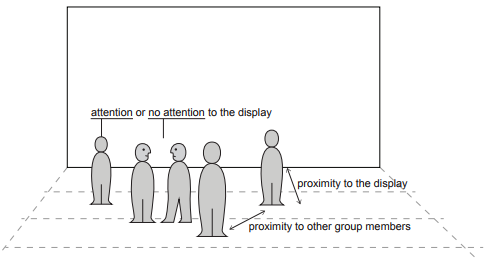 attention or no attention to the display
proximity to the display
proximity to other group members